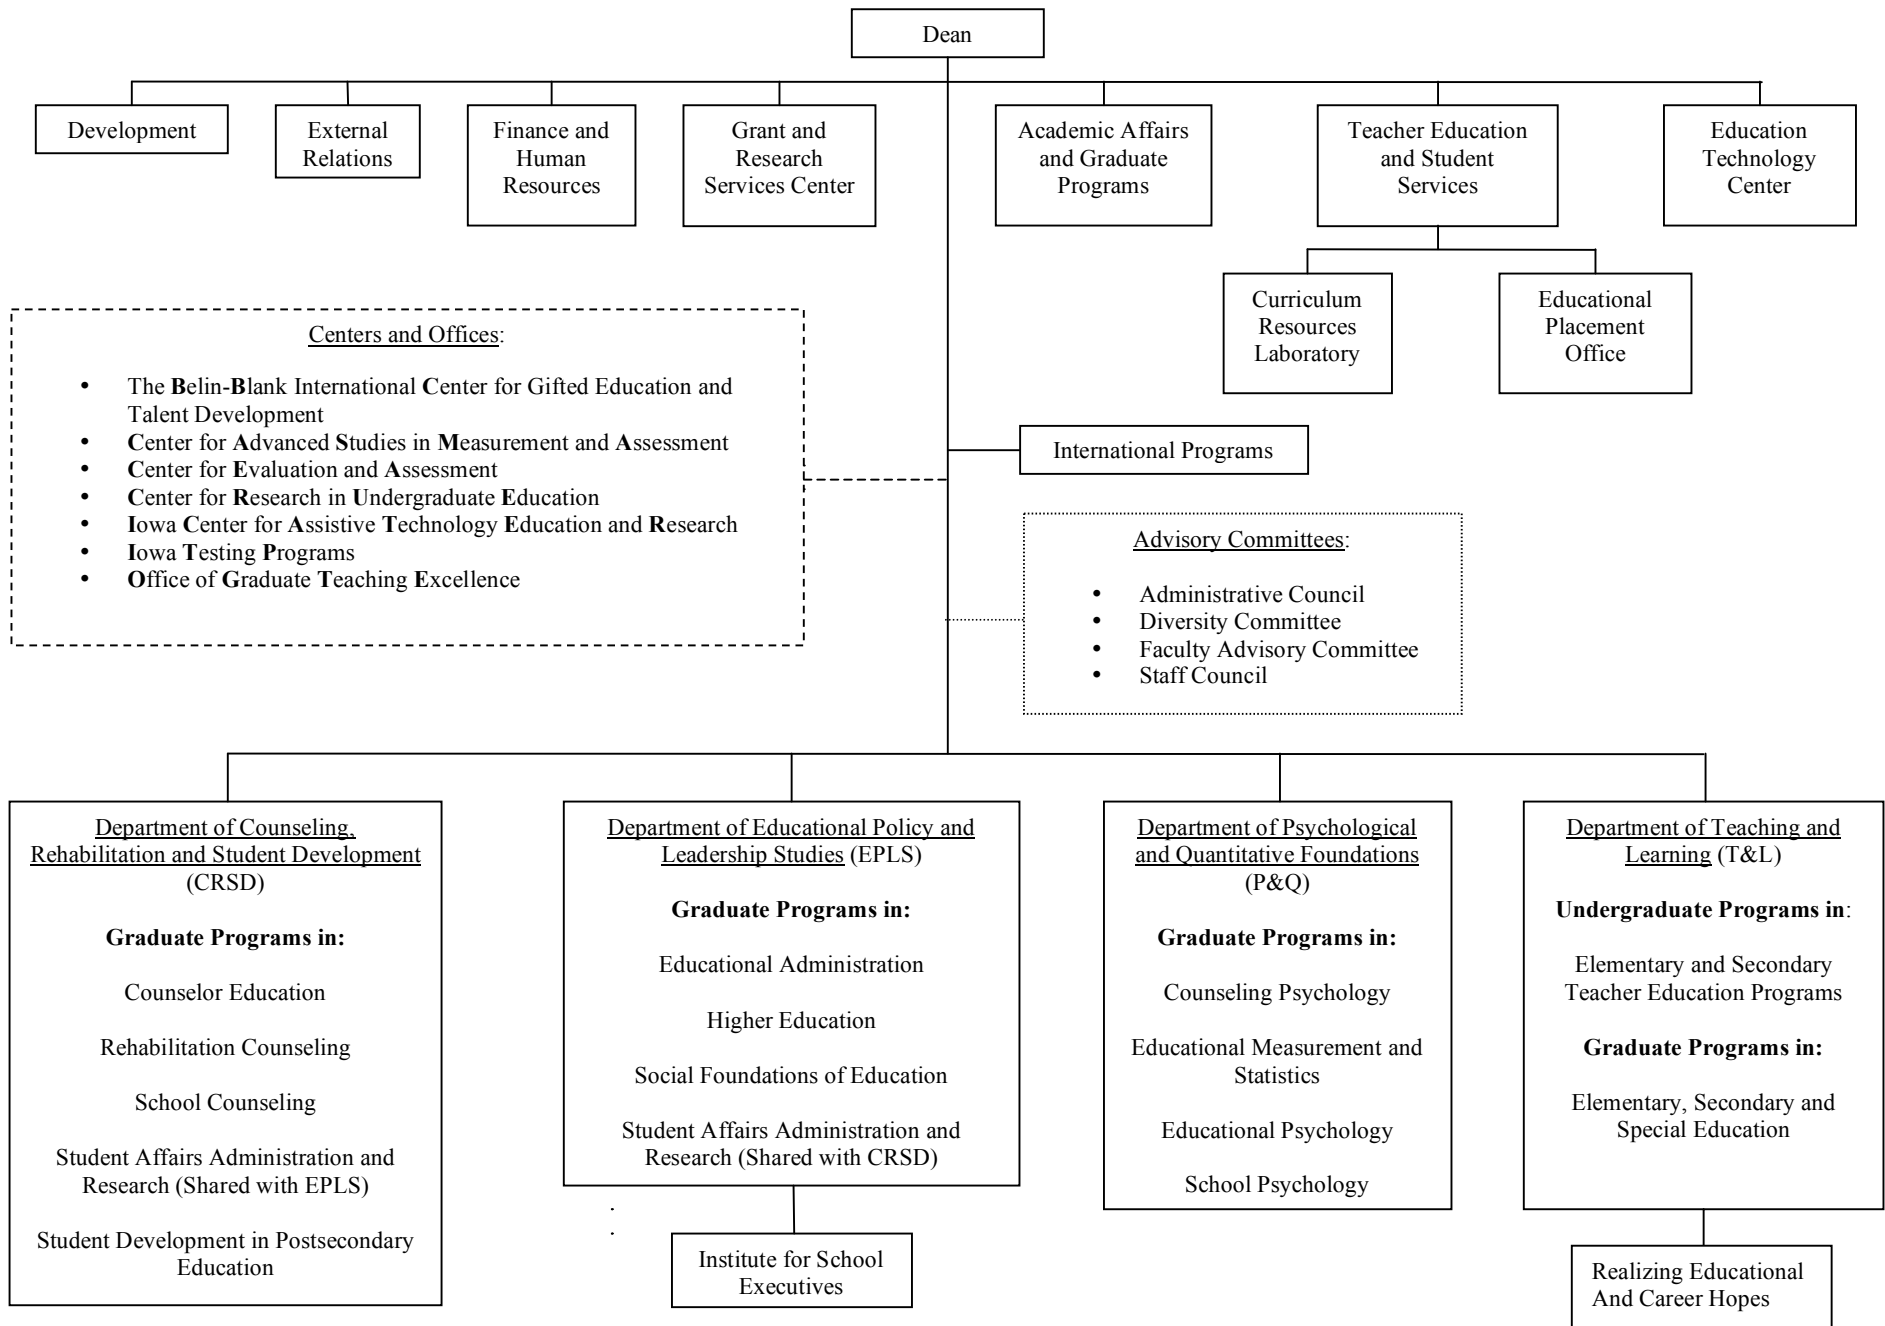 Dean
Development
External
Relations
Finance and
Human
Resources
Grant and
Research
Services Center
Academic Affairs
and Graduate
Programs
Teacher Education
and Student
Services
Education
Technology
Center
Curriculum
Resources
Laboratory
Educational
Placement
Office
Centers and Offices:
• The Belin-Blank International Center for Gifted Education and
Talent Development
• Center for Advanced Studies in Measurement and Assessment
• Center for Evaluation and Assessment
• Center for Research in Undergraduate Education
• Iowa Center for Assistive Technology Education and Research
• Iowa Testing Programs
• Office of Graduate Teaching Excellence
International Programs
Advisory Committees:
• Administrative Council
• Diversity Committee
• Faculty Advisory Committee
• Staff Council
Department of Counseling,
Rehabilitation and Student Development
(CRSD)
Graduate Programs in:
Counselor Education
Rehabilitation Counseling
School Counseling
Student Affairs Administration and
Research (Shared with EPLS)
Student Development in Postsecondary
Education
Department of Educational Policy and
Leadership Studies (EPLS)
Graduate Programs in:
Educational Administration
Higher Education
Social Foundations of Education
Student Affairs Administration and
Research (Shared with CRSD)
Institute for School
Executives
Department of Psychological
and Quantitative Foundations
(P&Q)
Graduate Programs in:
Counseling Psychology
Educational Measurement and
Statistics
Educational Psychology
School Psychology
Department of Teaching and
Learning (T&L)
Undergraduate Programs in:
Elementary and Secondary
Teacher Education Programs
Graduate Programs in:
Elementary, Secondary and
Special Education
Realizing Educational
And Career Hopes